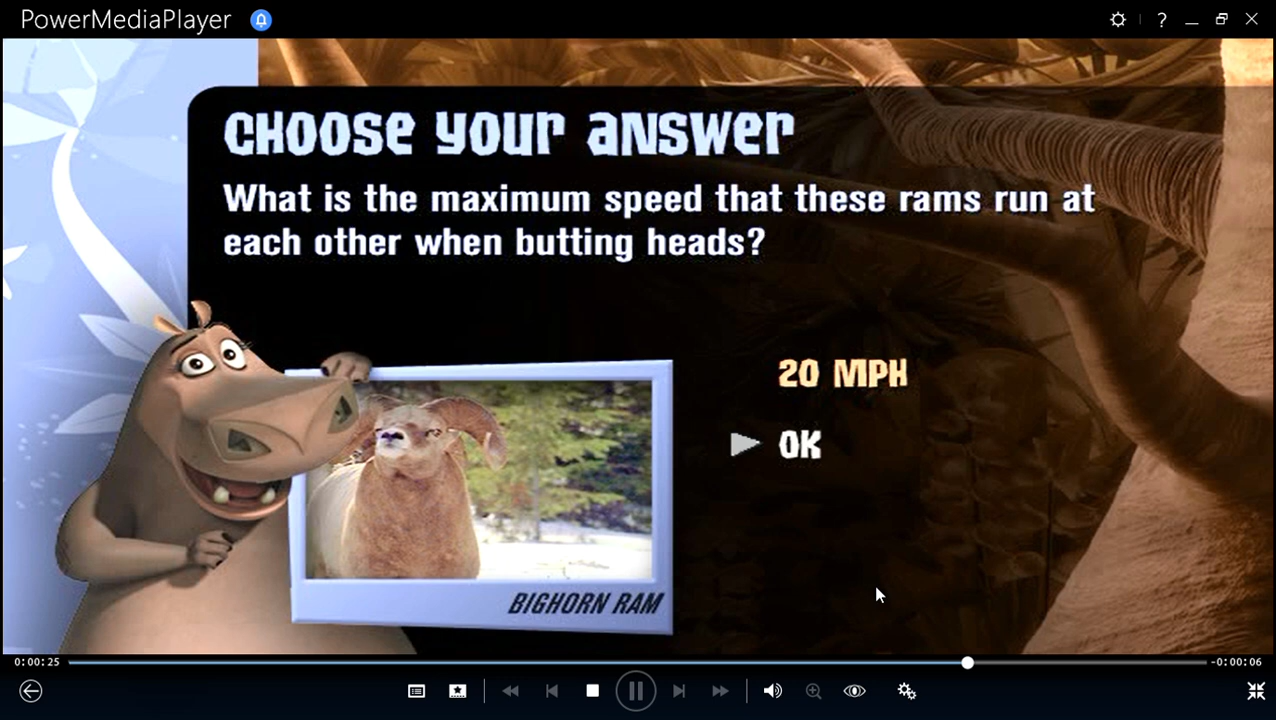 PowerMediaPlayer
CHOOSE YOUR ANSWER
What is the maximum speed that these rams run at
each other when butting heads?
20 MPH
OK
BIGHORN RAM
0:00:25
-0:00:06